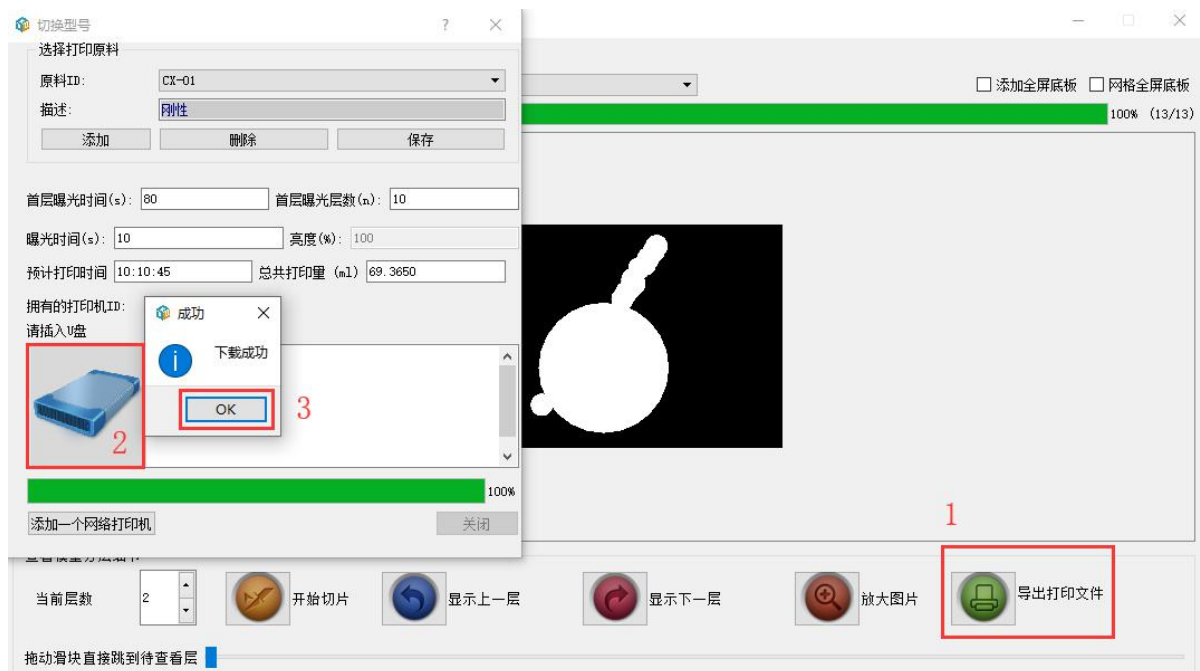 切换型号
选择打印原料
原料ID: CX-01
描述: 刚性
添加 删除 保存
首层曝光时间(s): 80 首层曝光层数(n): 10
曝光时间(s): 10 亮度(%): 100
预计打印时间 10:10:45 总共打印量 (ml) 69.3650
拥有的打印机ID:
请插入U盘
成功
下载成功
OK
3
2
100%
添加一个网络打印机 关闭
添加全屏底板 网格全屏底板
100% (13/13)
1
查看模型分层细节
当前层数 2 开始切片 显示上一层 显示下一层 放大图片 导出打印文件
拖动滑块直接跳到待查看层